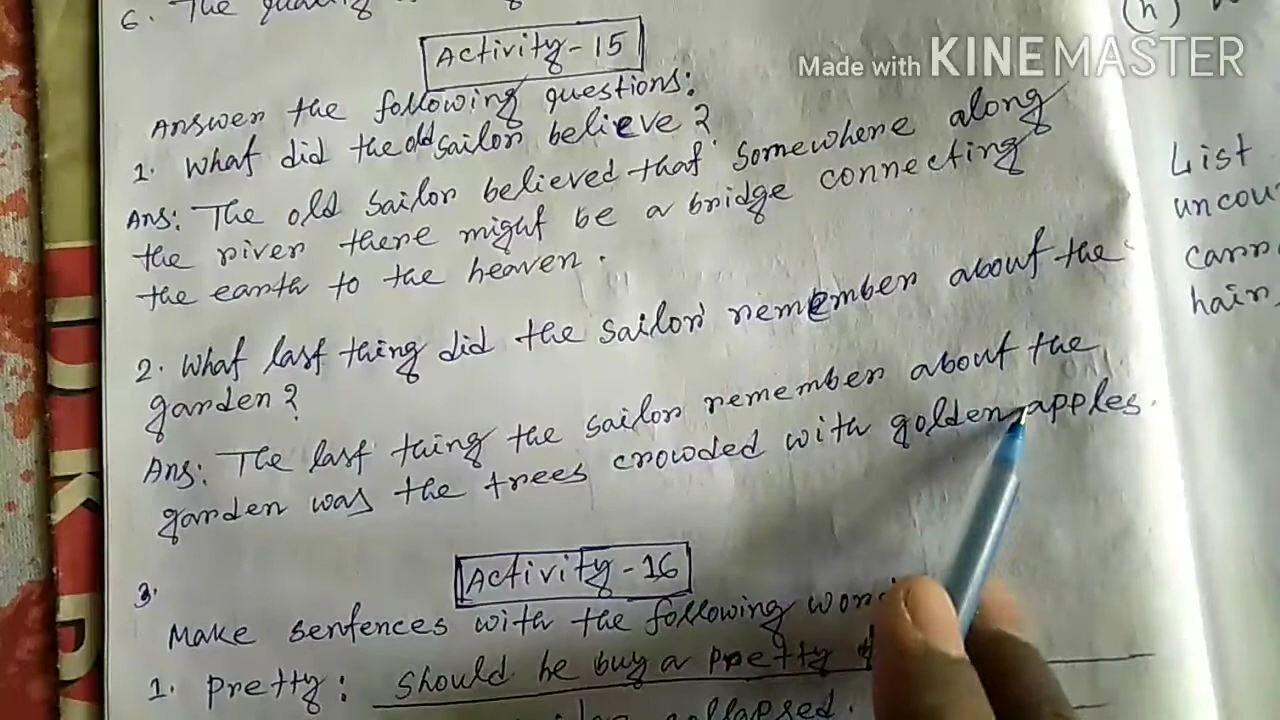 6. The
(h)
Made with KINEMASTER
Activity-15
Answer the following questions:
1. What did the old sailor believe?
Ans: The old sailor believed that somewhere along
the river there might be a bridge connecting
the earth to the heaven.
2. What last thing did the sailor remember about the
garden?
Ans: The last thing the sailor remember about the
garden was the trees crowded with golden apples.
3.
Activity-16
Make sentences with the following
1. Pretty: Should he buy a pretty
collapsed.
List